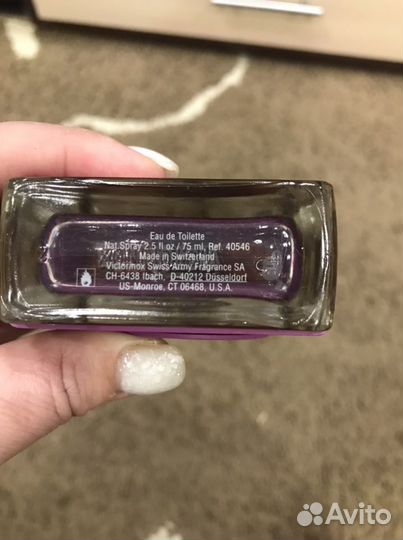 Eau de Toilette
Nat.Spray 2.5 fl oz / 75 ml, Ref. 40546
Made in Switzerland
Victorinox Swiss Army Fragrance SA
CH-6438 Ibach, D-40212 Düsseldorf
US-Monroe, CT 06468, U.S.A.
Avito